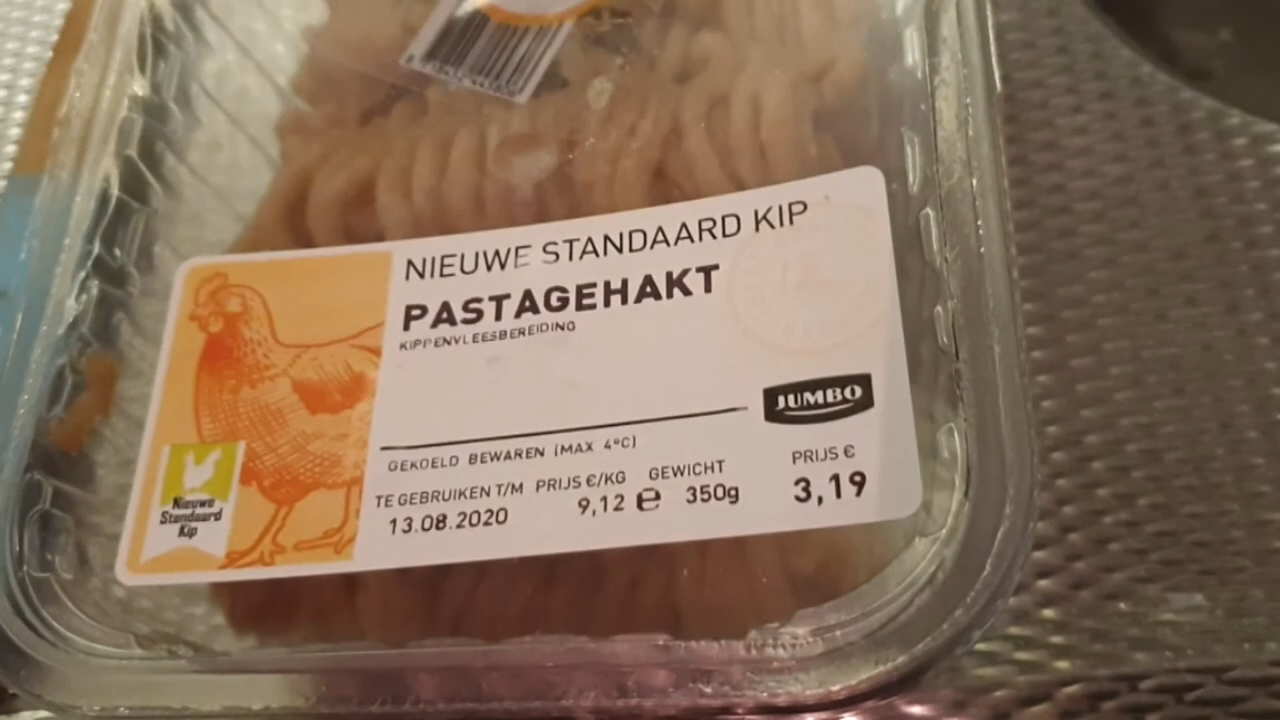 NIEUWE STANDAARD KIP
PASTAGEHAKT
KIPPENVLEESBEREIDING
JUMBO
GEKOELD BEWAREN (MAX 4°C)
TE GEBRUIKEN T/M PRIJS €/KG GEWICHT PRIJS €
13.08.2020 9,12 e 350g 3,19
Nieuwe
Standaard
Kip